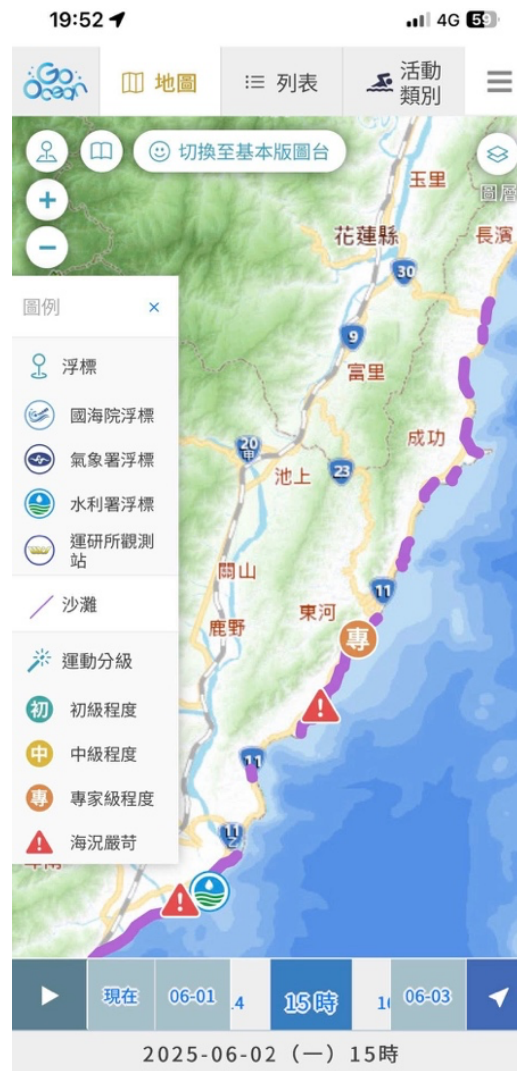 19:52
4G 59
Go Ocean
地圖
列表
活動
類別
切換至基本版圖台
圖層
玉里
花蓮縣
長濱
30
9
富里
成功
20
甲
池上
23
關山
11
東河
鹿野
專
11
11
乙
圖例
×
浮標
國海院浮標
氣象署浮標
水利署浮標
運研所觀測
站
沙灘
運動分級
初 初級程度
中 中級程度
專 專家級程度
海況嚴苛
現在
06-01
15時
06-03
2025-06-02（一）15時